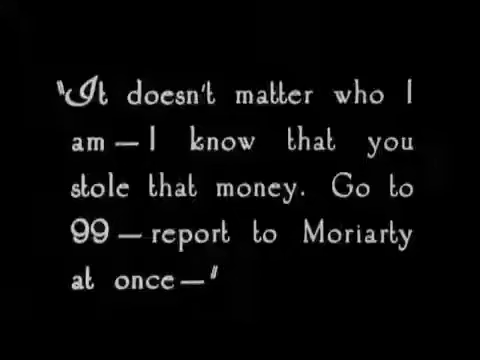 "It doesn't matter who I
am — I know that you
stole that money. Go to
99 — report to Moriarty
at once — "